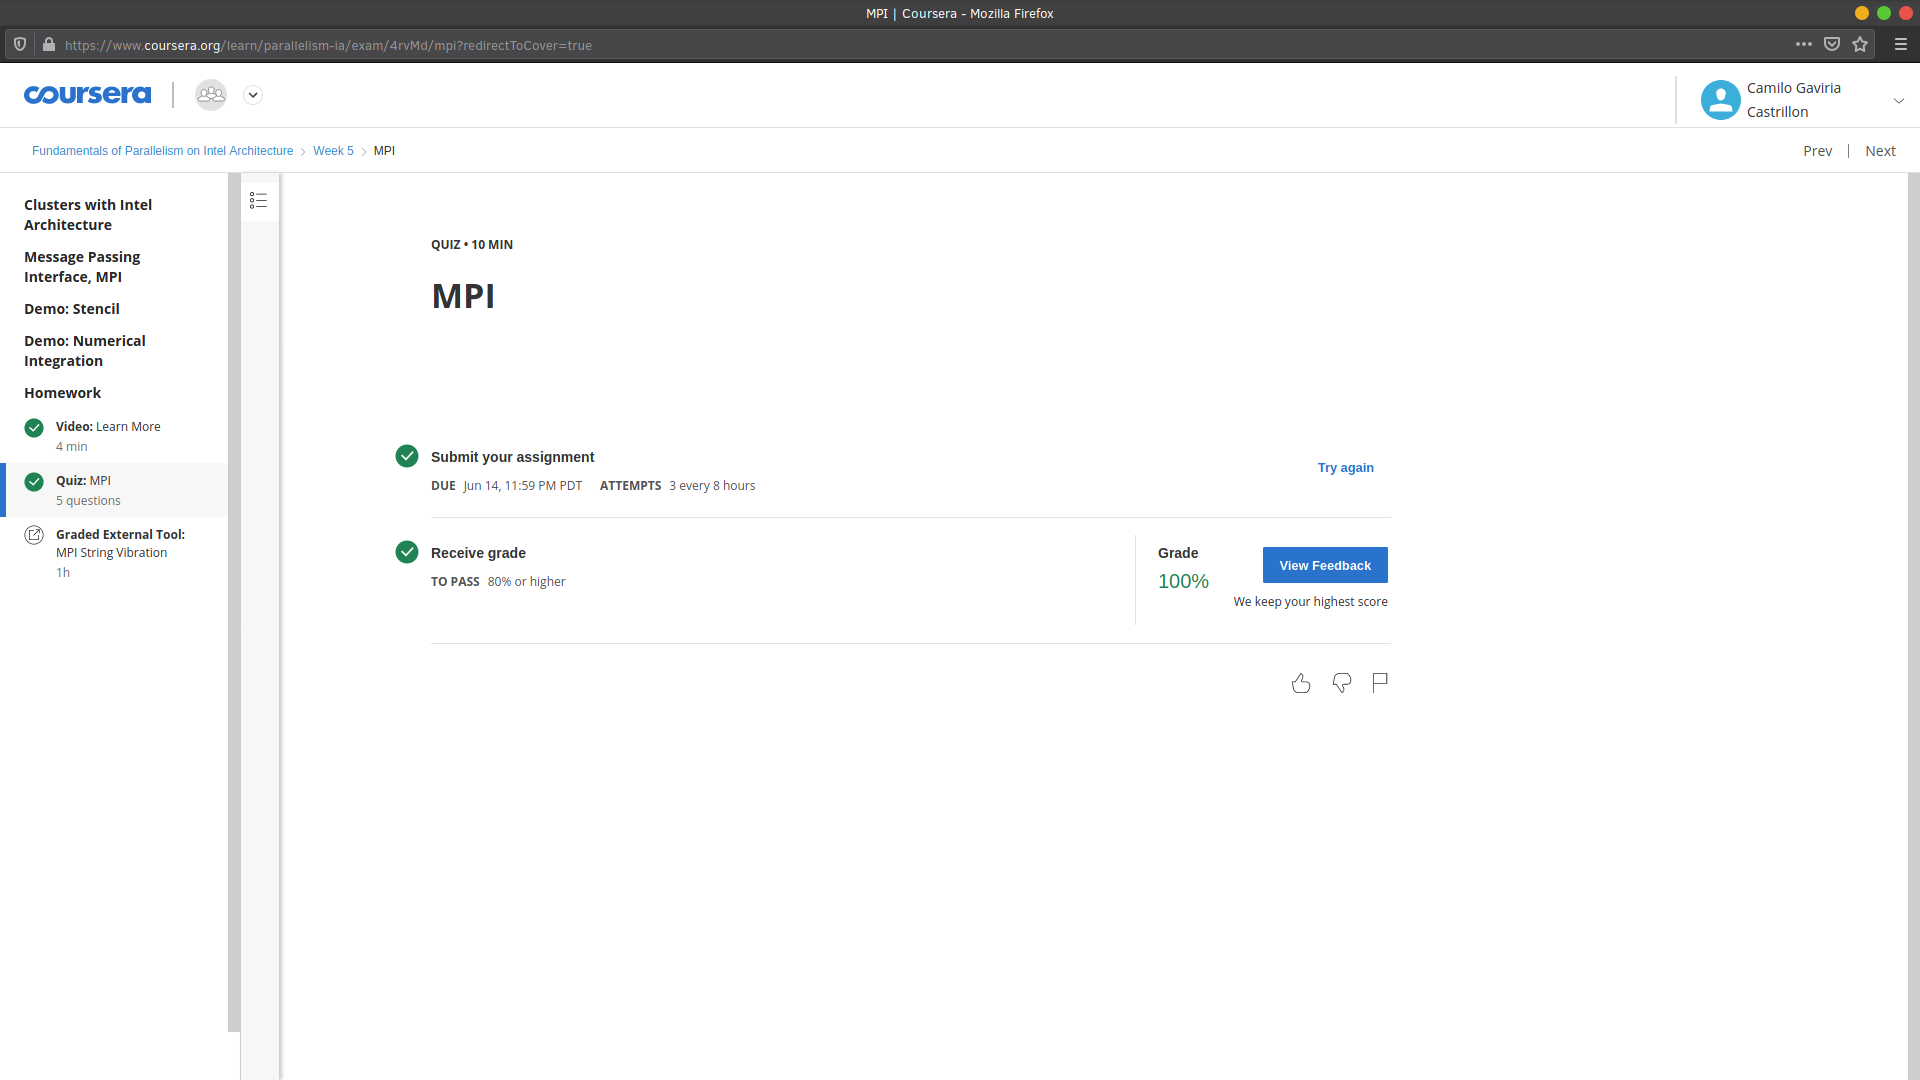 MPI | Coursera - Mozilla Firefox
https://www.coursera.org/learn/parallelism-ia/exam/4rvMd/mpi?redirectToCover=true
coursera
Camilo Gaviria
Castrillon
Fundamentals of Parallelism on Intel Architecture > Week 5 > MPI
Prev | Next
Clusters with Intel
Architecture
Message Passing
Interface, MPI
Demo: Stencil
Demo: Numerical
Integration
Homework
Video: Learn More
4 min
Quiz: MPI
5 questions
Graded External Tool:
MPI String Vibration
1h
QUIZ • 10 MIN
MPI
Submit your assignment
DUE Jun 14, 11:59 PM PDT ATTEMPTS 3 every 8 hours
Try again
Receive grade
TO PASS 80% or higher
Grade
100%
View Feedback
We keep your highest score